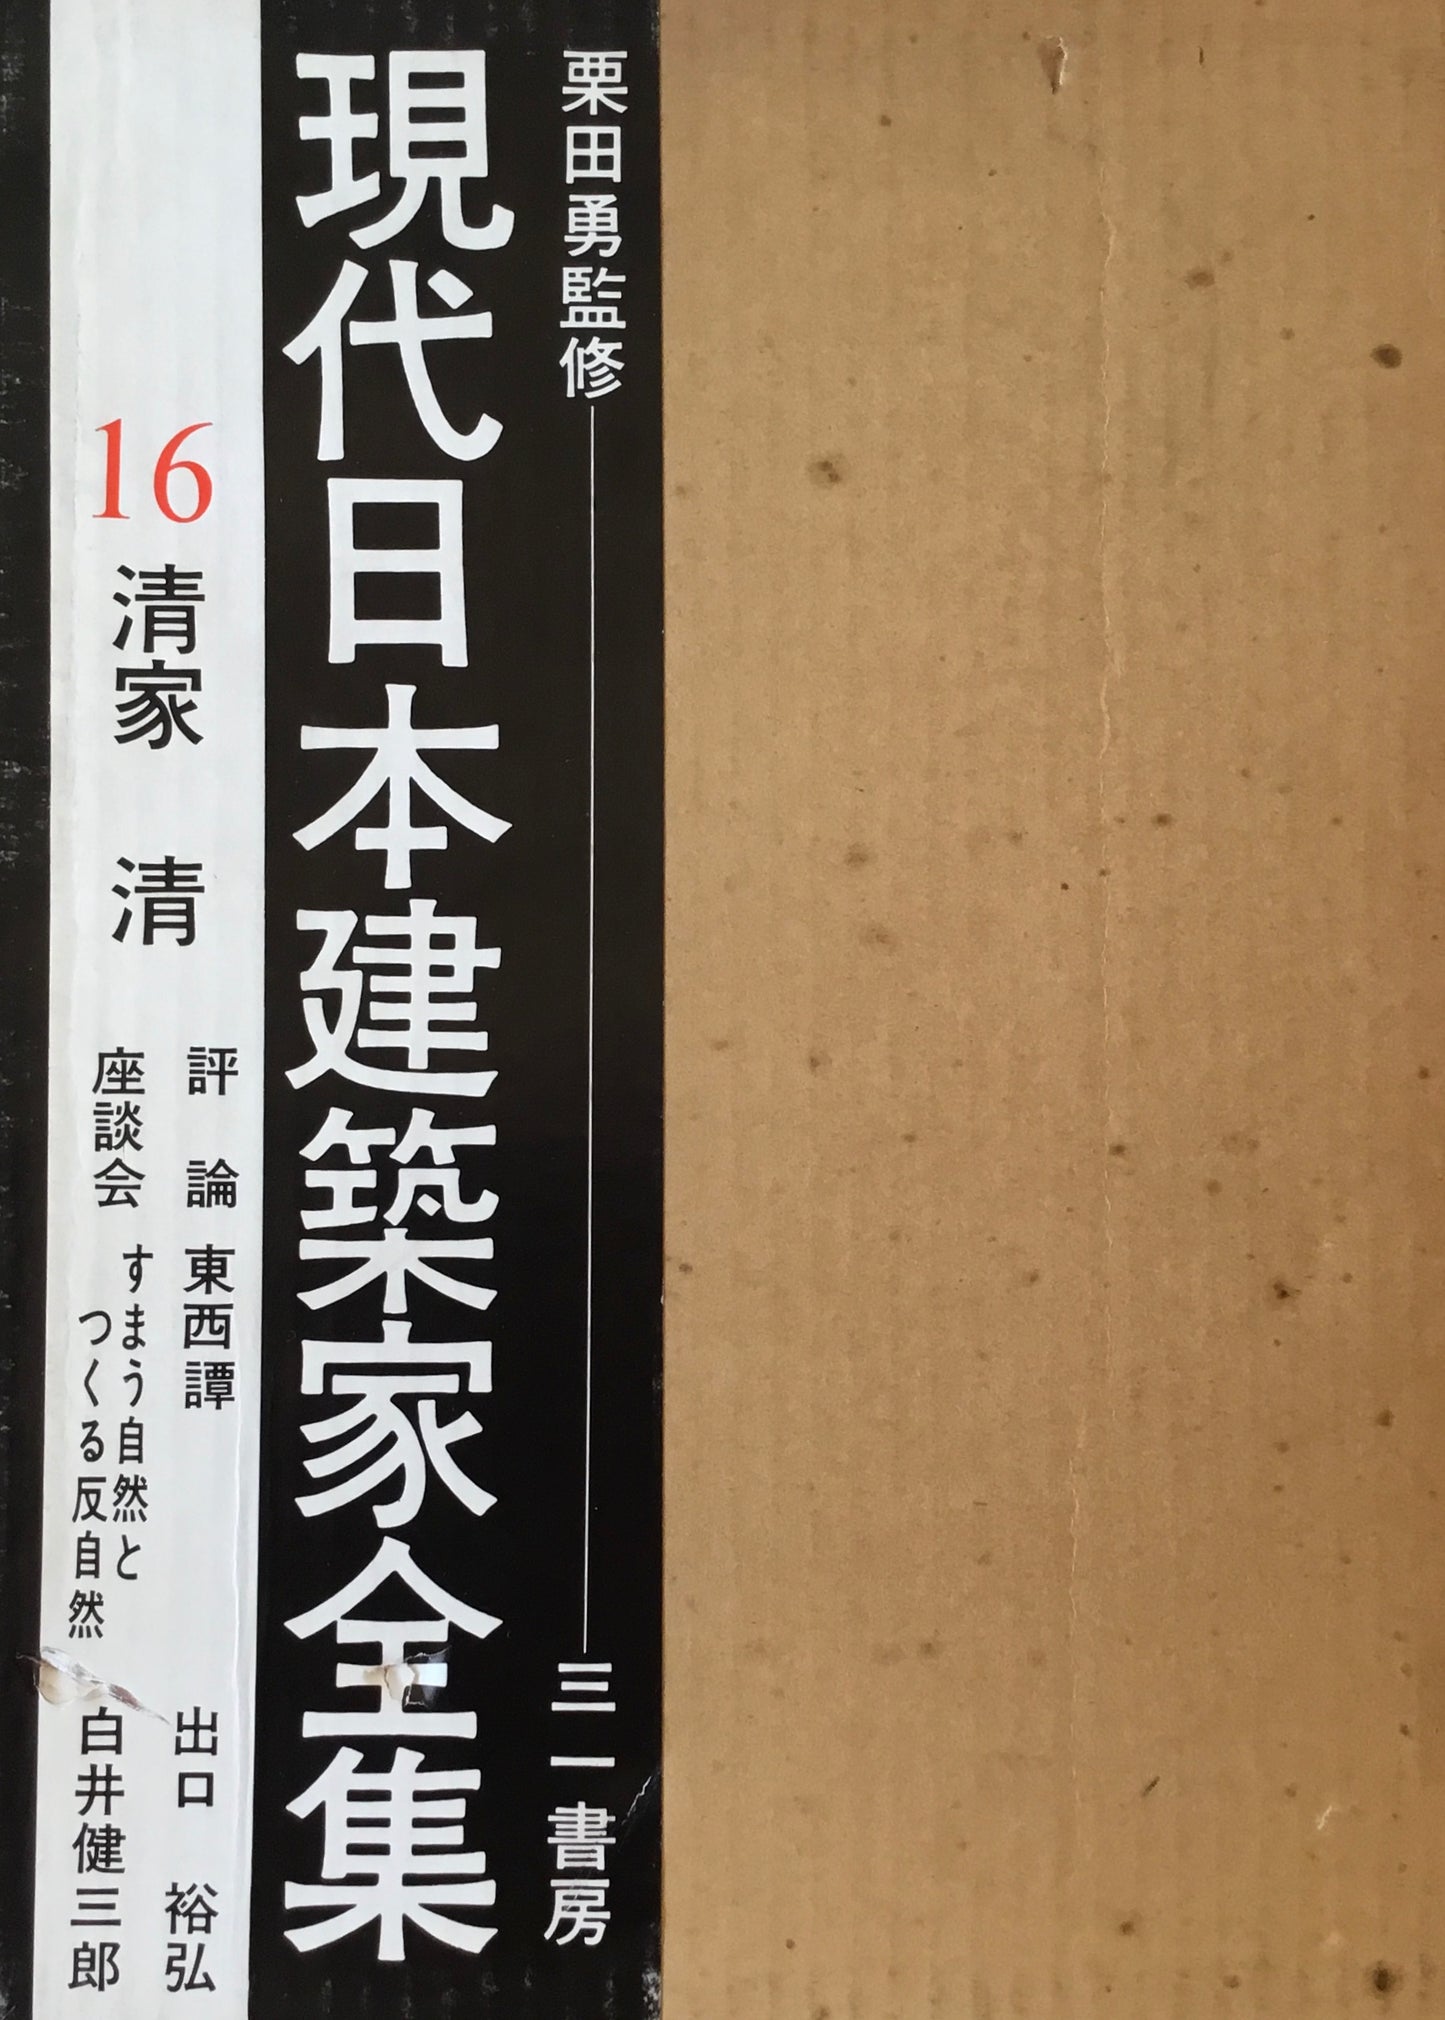 栗田勇監修
三一書房
現代日本建築家全集
16
清家 清
評論 東西譚 出口裕弘
座談会 すまう自然と
つくる反自然 白井健三郎